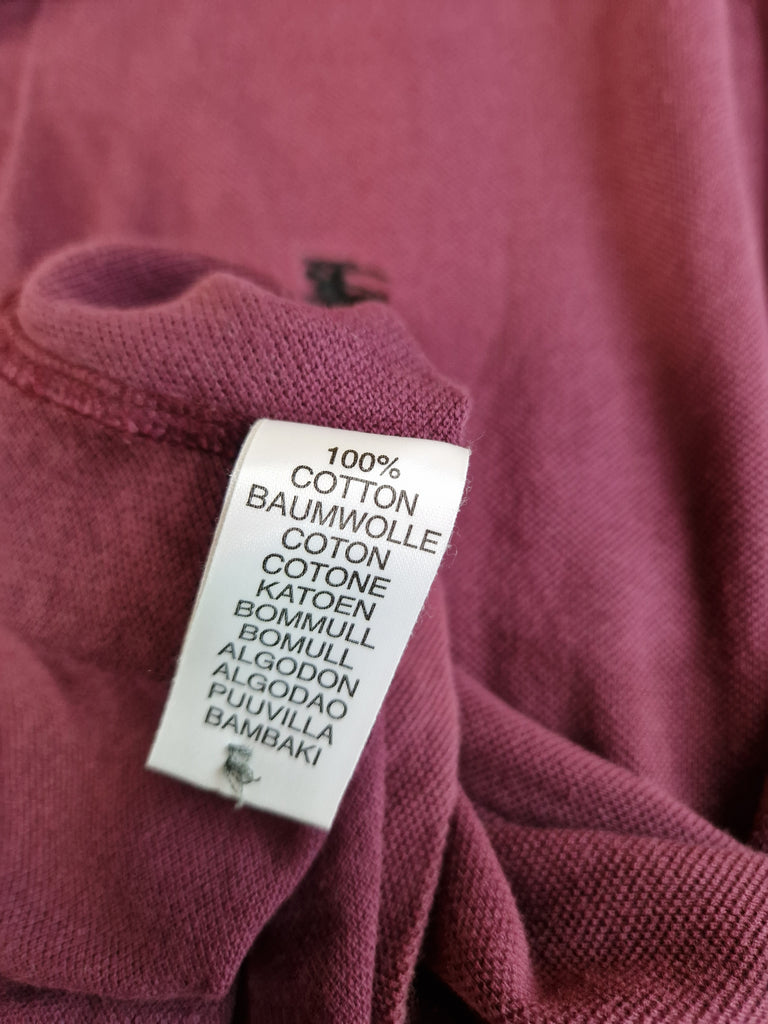 100%
COTTON
BAUMWOLLE
COTON
COTONE
KATOEN
BOMMULL
BOMULL
ALGODON
ALGODAO
PUUVILLA
BAMBAKI